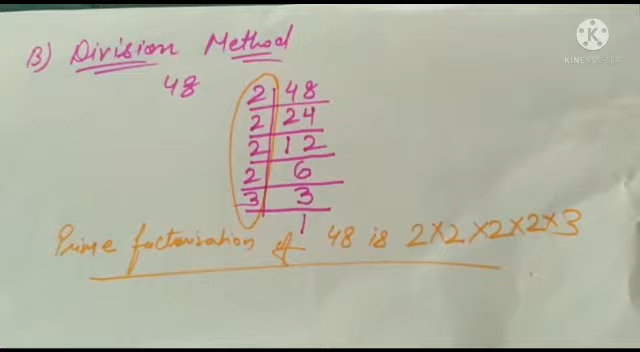 B) Division Method
48
2 48
2 24
2 12
2 6
3 3
1
Prime factorisation of 48 is 2×2×2×2×3
K
KINEMASTER